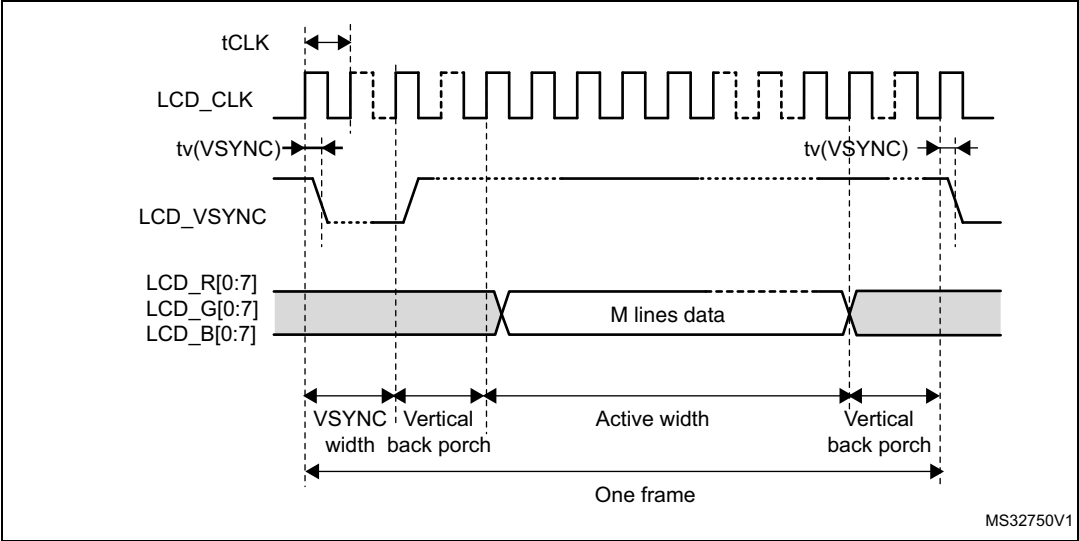 tCLK
LCD_CLK
tv(VSYNC)
tv(VSYNC)
LCD_VSYNC
LCD_R[0:7]
LCD_G[0:7]
LCD_B[0:7]
M lines data
VSYNC
width
Vertical
back porch
Active width
Vertical
back porch
One frame
MS32750V1